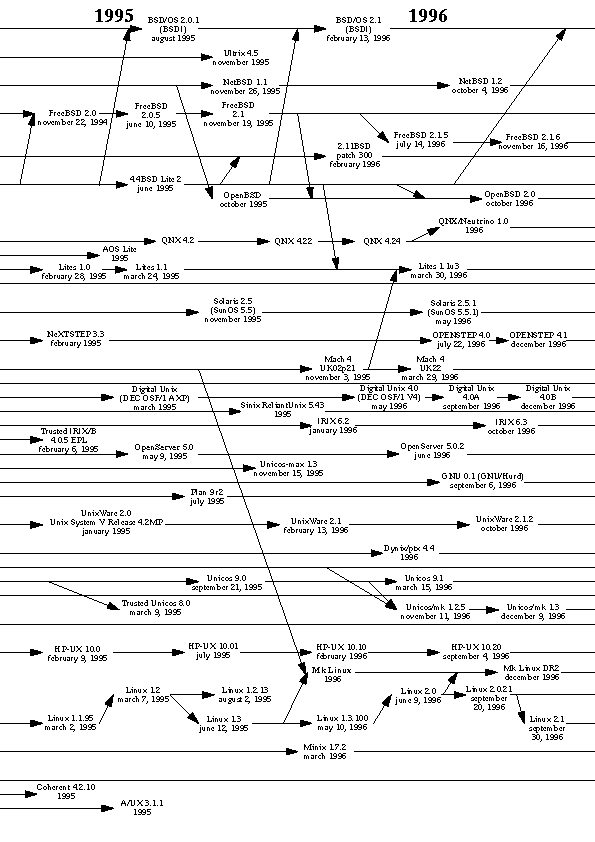 1995
1996
BSD/OS 2.0.1
(BSDI)
august 1995
BSD/OS 2.1
(BSDI)
february 13, 1996
Ultrix 4.5
november 1995
NetBSD 1.1
november 26, 1995
NetBSD 1.2
october 4, 1996
FreeBSD 2.0
november 22, 1994
FreeBSD
2.0.5
june 10, 1995
FreeBSD
2.1
november 19, 1995
FreeBSD 2.1.5
july 14, 1996
FreeBSD 2.1.6
november 16, 1996
2.11BSD
patch 300
february 1996
4.4BSD Lite 2
june 1995
OpenBSD
october 1995
OpenBSD 2.0
october 1996
QNX/Neutrino 1.0
1996
QNX 4.2
QNX 4.22
QNX 4.24
AOS Lite
1995
Lites 1.0
february 28, 1995
Lites 1.1
march 24, 1995
Lites 1.1u3
march 30, 1996
Solaris 2.5
(SunOS 5.5)
november 1995
Solaris 2.5.1
(SunOS 5.5.1)
may 1996
NeXTSTEP 3.3
february 1995
OPENSTEP 4.0
july 22, 1996
OPENSTEP 4.1
december 1996
Mach 4
UK02p21
november 3, 1995
Mach 4
UK22
march 29, 1996
Digital Unix
(DEC OSF/1 AXP)
march 1995
Digital Unix 4.0
(DEC OSF/1 V4)
may 1996
Digital Unix
4.0A
september 1996
Digital Unix
4.0B
december 1996
Sinix ReliantUnix 5.43
1995
IRIX 6.2
january 1996
IRIX 6.3
october 1996
Trusted IRIX/B
4.0.5 EPL
february 6, 1995
OpenServer 5.0
may 9, 1995
OpenServer 5.0.2
june 1996
Unicos-max 1.3
november 15, 1995
GNU 0.1 (GNU/Hurd)
september 6, 1996
Plan 9 r2
july 1995
UnixWare 2.0
Unix System V Release 4.2MP
january 1995
UnixWare 2.1
february 13, 1996
UnixWare 2.1.2
october 1996
Dynix/ptx 4.4
1996
Unicos 9.0
september 21, 1995
Unicos 9.1
march 15, 1996
Trusted Unicos 8.0
march 9, 1995
Unicos/mk 1.2.5
november 11, 1996
Unicos/mk 1.3
december 9, 1996
HP-UX 10.0
february 9, 1995
HP-UX 10.01
july 1995
HP-UX 10.10
february 1996
HP-UX 10.20
september 4, 1996
Mk Linux
1996
Mk Linux DR2
december 1996
Linux 1.2
march 7, 1995
Linux 1.2.13
august 2, 1995
Linux 2.0
june 9, 1996
Linux 2.0.21
september
20, 1996
Linux 1.1.95
march 2, 1995
Linux 1.3
june 12, 1995
Linux 1.3.100
may 10, 1996
Linux 2.1
september
30, 1996
Minix 1.7.2
march 1996
Coherent 4.2.10
1995
A/UX 3.1.1
1995